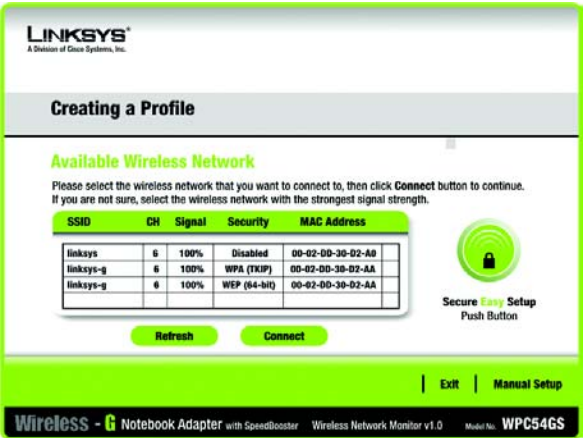 LINKSYS®
A Division of Cisco Systems, Inc.
Creating a Profile
Available Wireless Network
Please select the wireless network that you want to connect to, then click Connect button to continue.
If you are not sure, select the wireless network with the strongest signal strength.
SSID CH Signal Security MAC Address
linksys 6 100% Disabled 00-02-DD-30-D2-A0
linksys-g 6 100% WPA (TKIP) 00-02-DD-30-D2-AA
linksys-g 6 100% WEP (64-bit) 00-02-DD-30-D2-AA
Refresh Connect
Secure Easy Setup
Push Button
Exit Manual Setup
Wireless - G Notebook Adapter with SpeedBooster Wireless Network Monitor v1.0 Model No. WPC54GS